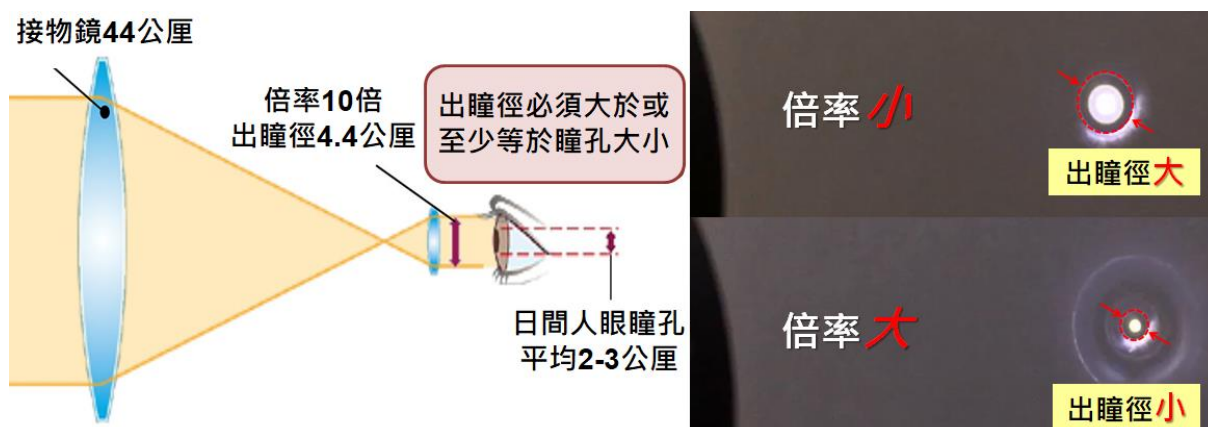 接物鏡44公厘
倍率10倍
出瞳徑4.4公厘
出瞳徑必須大於或
至少等於瞳孔大小
日間人眼瞳孔
平均2-3公厘
倍率小
出瞳徑大
倍率大
出瞳徑小